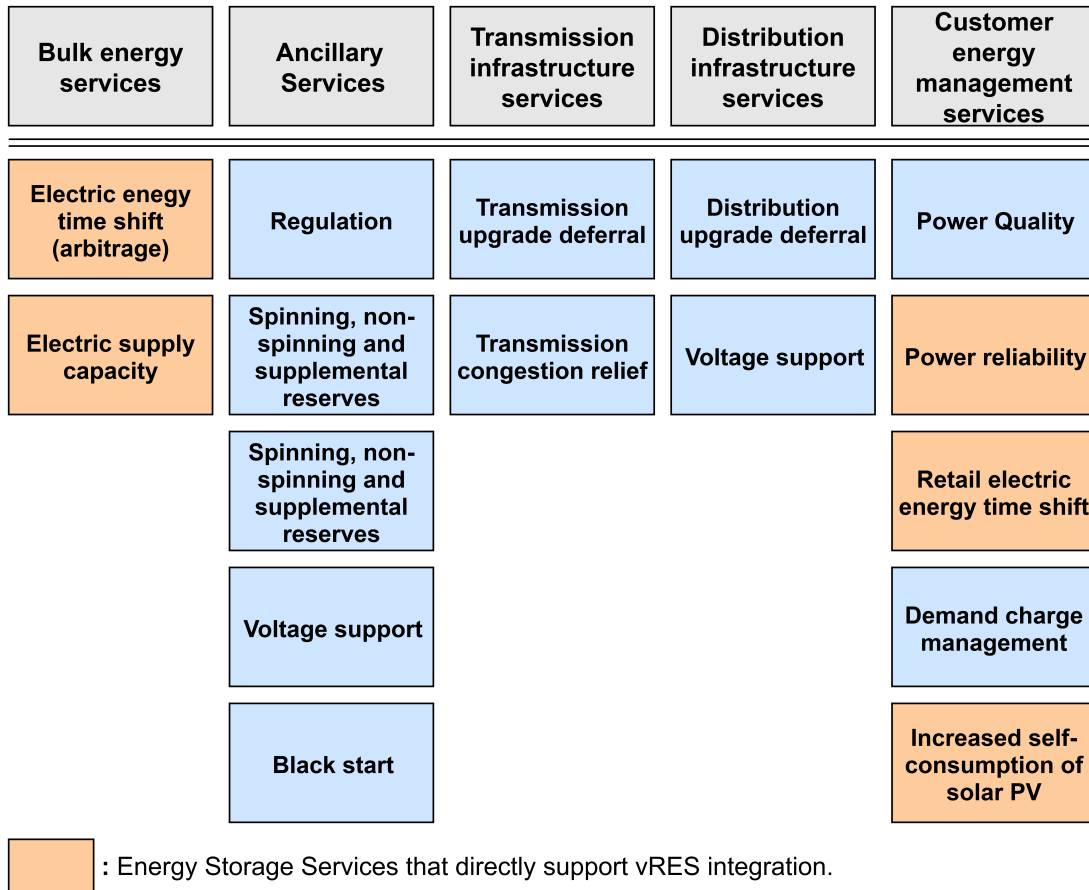 Bulk energy
services
Ancillary
Services
Transmission
infrastructure
services
Distribution
infrastructure
services
Customer
energy
management
services
Electric enegy
time shift
(arbitrage)
Regulation
Transmission
upgrade deferral
Distribution
upgrade deferral
Power Quality
Electric supply
capacity
Spinning, non-
spinning and
supplemental
reserves
Transmission
congestion relief
Voltage support
Power reliability
Spinning, non-
spinning and
supplemental
reserves
Retail electric
energy time shift
Voltage support
Demand charge
management
Black start
Increased self-
consumption of
solar PV
: Energy Storage Services that directly support vRES integration.